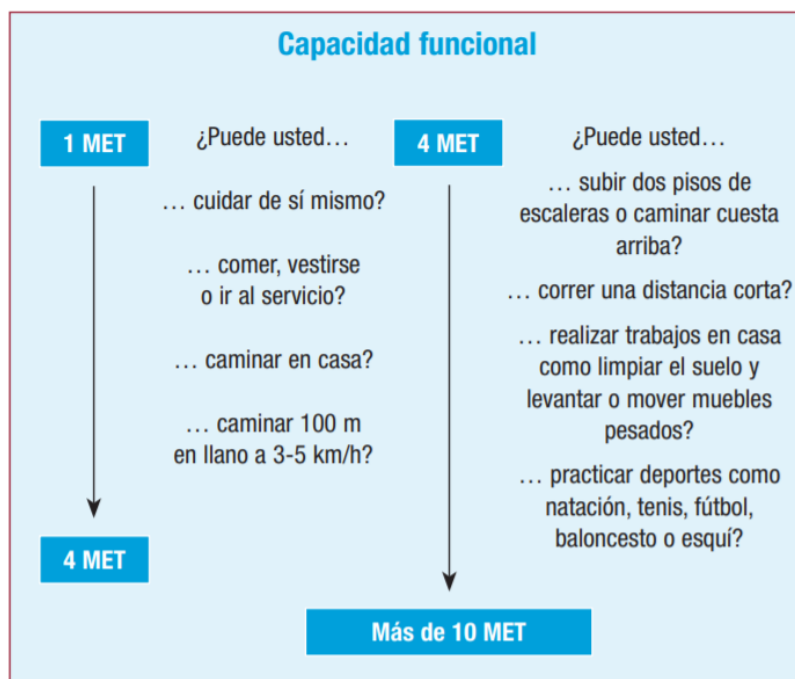 Capacidad funcional
1 MET
¿Puede usted…
… cuidar de sí mismo?
… comer, vestirse
o ir al servicio?
… caminar en casa?
… caminar 100 m
en llano a 3-5 km/h?
4 MET
4 MET
¿Puede usted…
… subir dos pisos de
escaleras o caminar cuesta
arriba?
… correr una distancia corta?
… realizar trabajos en casa
como limpiar el suelo y
levantar o mover muebles
pesados?
… practicar deportes como
natación, tenis, fútbol,
baloncesto o esquí?
Más de 10 MET